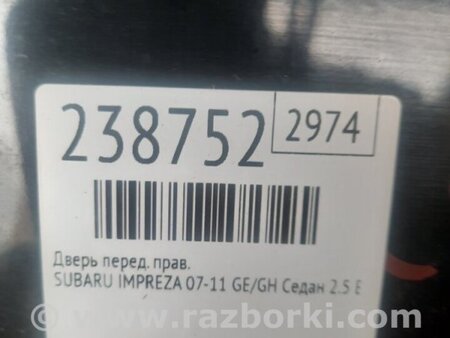 238752 2974
Дверь перед. прав.
SUBARU IMPREZA 07-11 GE/GH Седан 2.5 E
© www.razborki.com